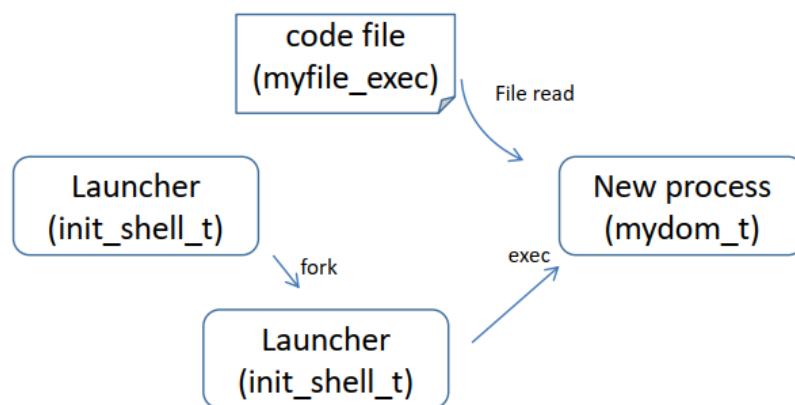 code file
(myfile_exec)
File read
Launcher
(init_shell_t)
New process
(mydom_t)
fork
exec
Launcher
(init_shell_t)